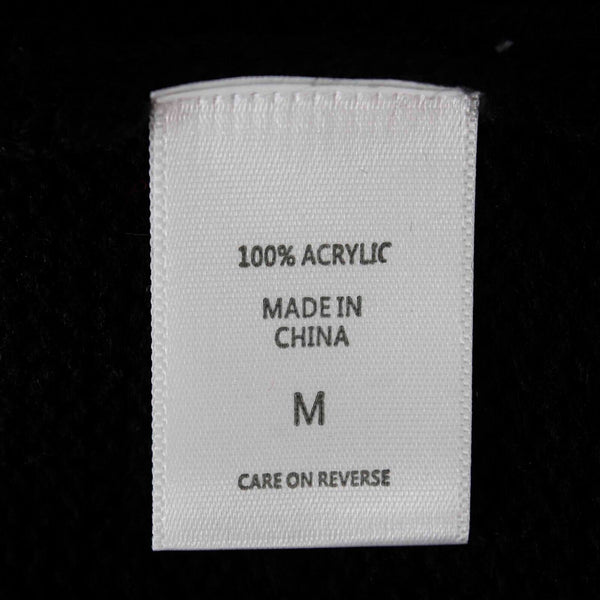 100% ACRYLIC
MADE IN
CHINA
M
CARE ON REVERSE